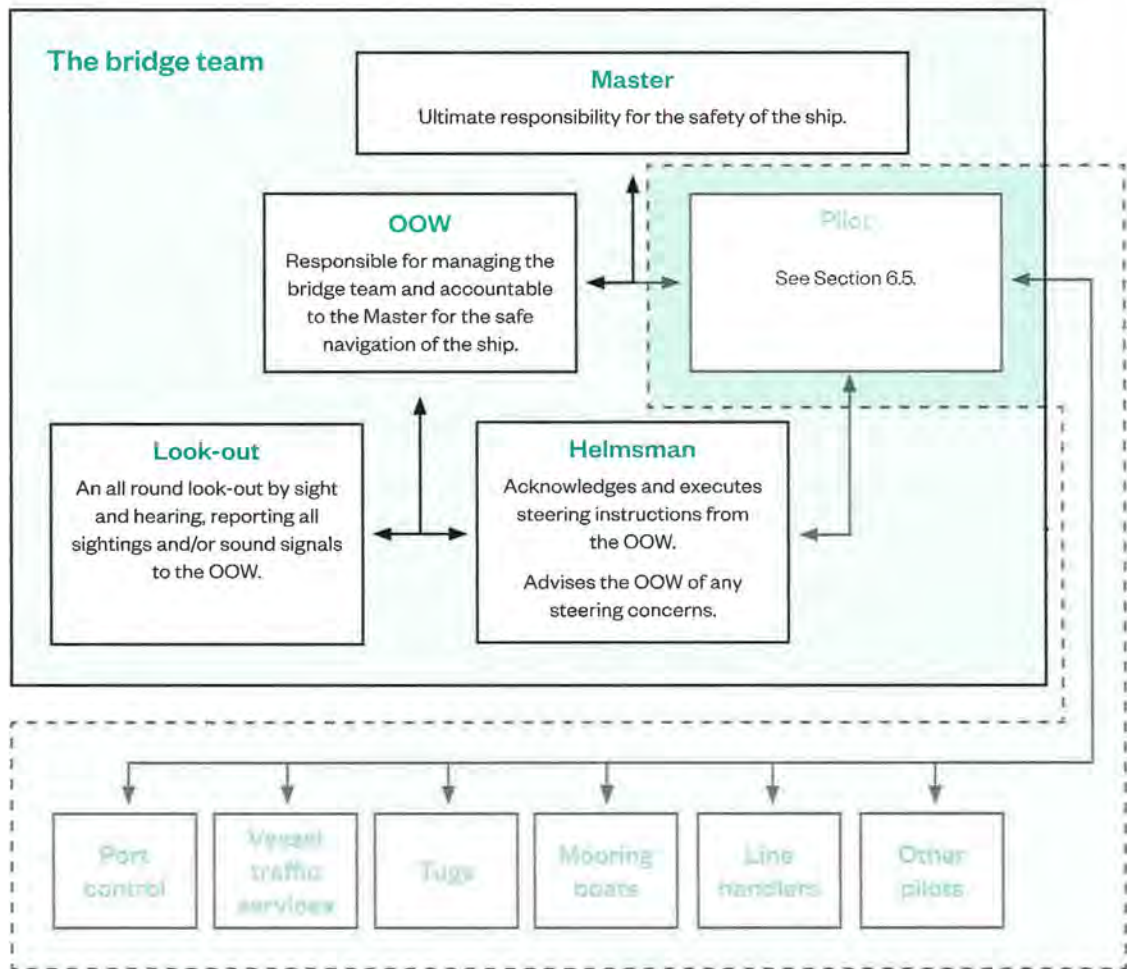 The bridge team
Master
Ultimate responsibility for the safety of the ship.
OOW
Responsible for managing the
bridge team and accountable
to the Master for the safe
navigation of the ship.
Pilot
See Section 6.5.
Look-out
An all round look-out by sight
and hearing, reporting all
sightings and/or sound signals
to the OOW.
Helmsman
Acknowledges and executes
steering instructions from
the OOW.
Advises the OOW of any
steering concerns.
Port
control
Vessel
traffic
services
Tugs
Mooring
boats
Line
handlers
Other
pilots